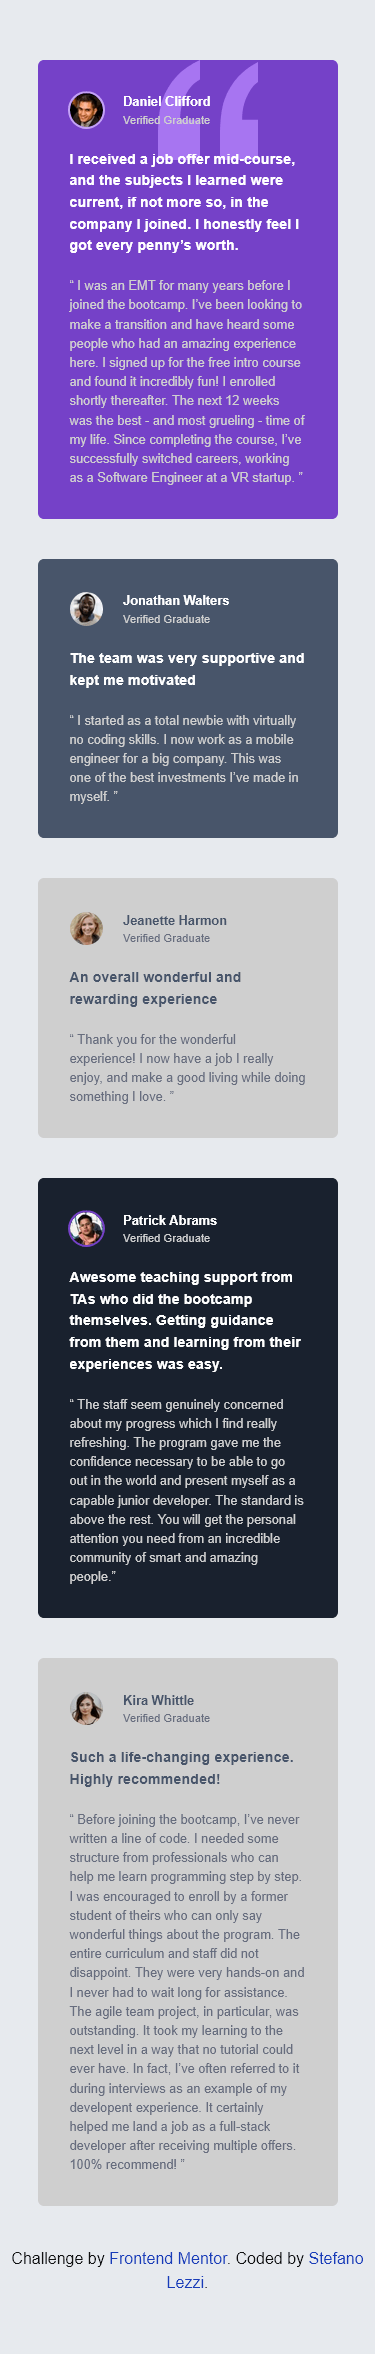 Daniel Clifford
Verified Graduate
I received a job offer mid-course,
and the subjects I learned were
current, if not more so, in the
company I joined. I honestly feel I
got every penny’s worth.
“ I was an EMT for many years before I
joined the bootcamp. I’ve been looking to
make a transition and have heard some
people who had an amazing experience
here. I signed up for the free intro course
and found it incredibly fun! I enrolled
shortly thereafter. The next 12 weeks
was the best - and most grueling - time of
my life. Since completing the course, I’ve
successfully switched careers, working
as a Software Engineer at a VR startup. ”
Jonathan Walters
Verified Graduate
The team was very supportive and
kept me motivated
“ I started as a total newbie with virtually
no coding skills. I now work as a mobile
engineer for a big company. This was
one of the best investments I’ve made in
myself. ”
Jeanette Harmon
Verified Graduate
An overall wonderful and
rewarding experience
“ Thank you for the wonderful
experience! I now have a job I really
enjoy, and make a good living while doing
something I love. ”
Patrick Abrams
Verified Graduate
Awesome teaching support from
TAs who did the bootcamp
themselves. Getting guidance
from them and learning from their
experiences was easy.
“ The staff seem genuinely concerned
about my progress which I find really
refreshing. The program gave me the
confidence necessary to be able to go
out in the world and present myself as a
capable junior developer. The standard is
above the rest. You will get the personal
attention you need from an incredible
community of smart and amazing
people.”
Kira Whittle
Verified Graduate
Such a life-changing experience.
Highly recommended!
“ Before joining the bootcamp, I’ve never
written a line of code. I needed some
structure from professionals who can
help me learn programming step by step.
I was encouraged to enroll by a former
student of theirs who can only say
wonderful things about the program. The
entire curriculum and staff did not
disappoint. They were very hands-on and
I never had to wait long for assistance.
The agile team project, in particular, was
outstanding. It took my learning to the
next level in a way that no tutorial could
ever have. In fact, I’ve often referred to it
during interviews as an example of my
developent experience. It certainly
helped me land a job as a full-stack
developer after receiving multiple offers.
100% recommend! ”
Challenge by Frontend Mentor. Coded by Stefano
Lezzi.